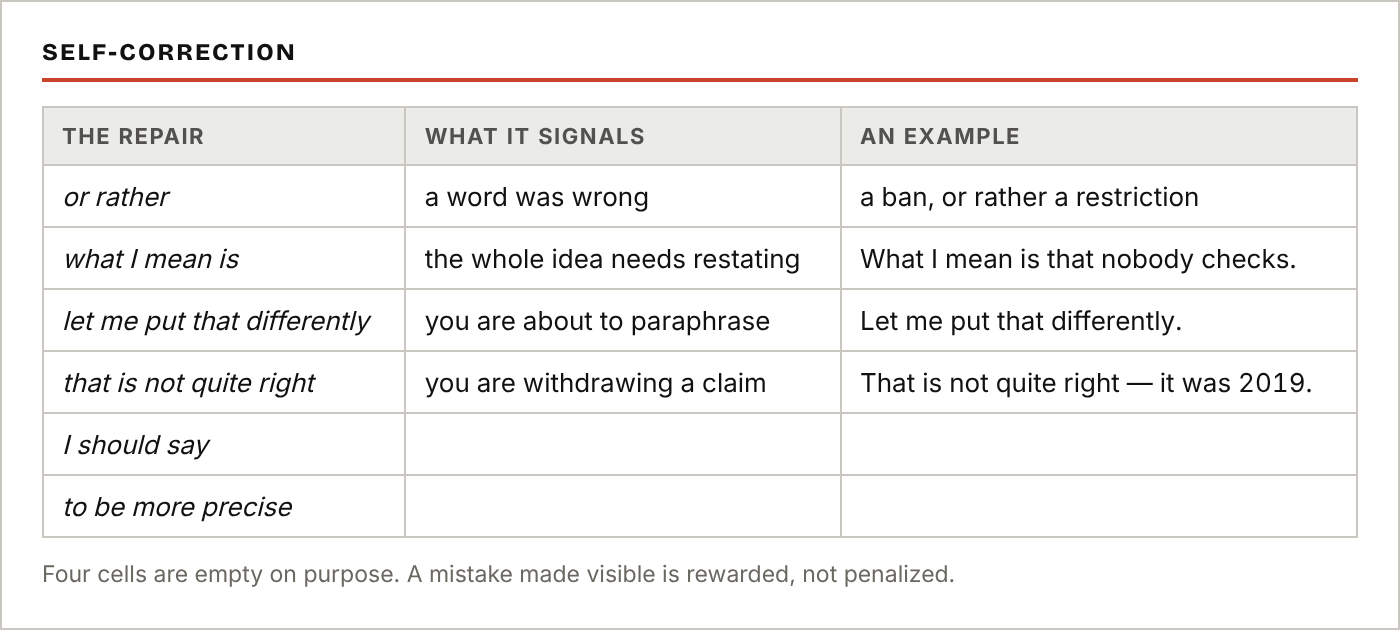 SELF-CORRECTION
THE REPAIR WHAT IT SIGNALS AN EXAMPLE
or rather a word was wrong a ban, or rather a restriction
what I mean is the whole idea needs restating What I mean is that nobody checks.
let me put that differently you are about to paraphrase Let me put that differently.
that is not quite right you are withdrawing a claim That is not quite right — it was 2019.
I should say
to be more precise
Four cells are empty on purpose. A mistake made visible is rewarded, not penalized.